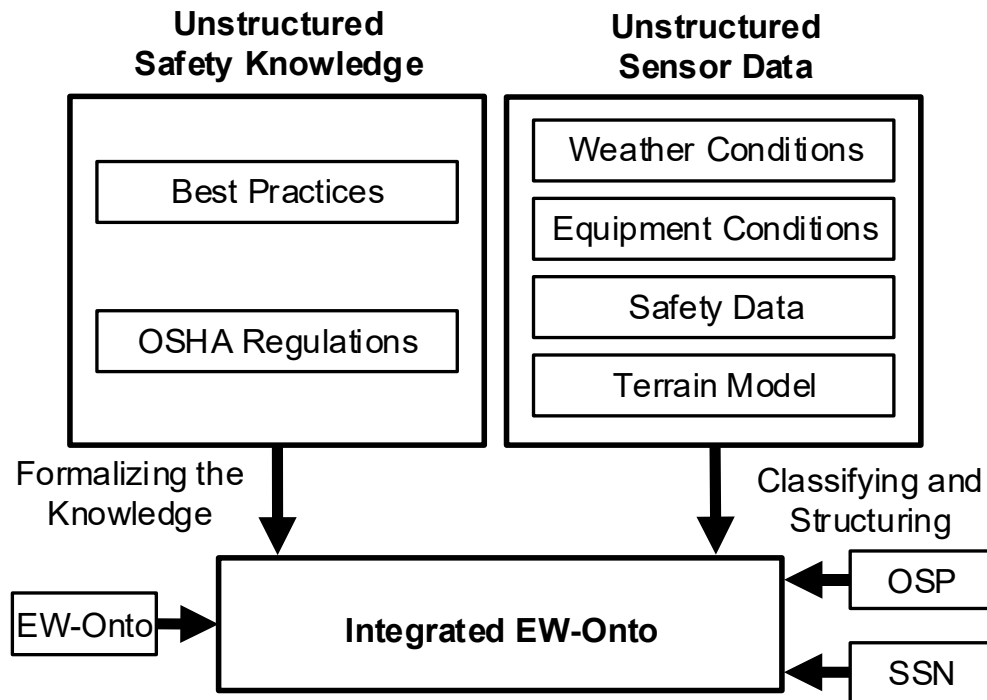 Unstructured
Safety Knowledge
Unstructured
Sensor Data
Best Practices
OSHA Regulations
Weather Conditions
Equipment Conditions
Safety Data
Terrain Model
Formalizing the
Knowledge
Classifying and
Structuring
EW-Onto
Integrated EW-Onto
OSP
SSN